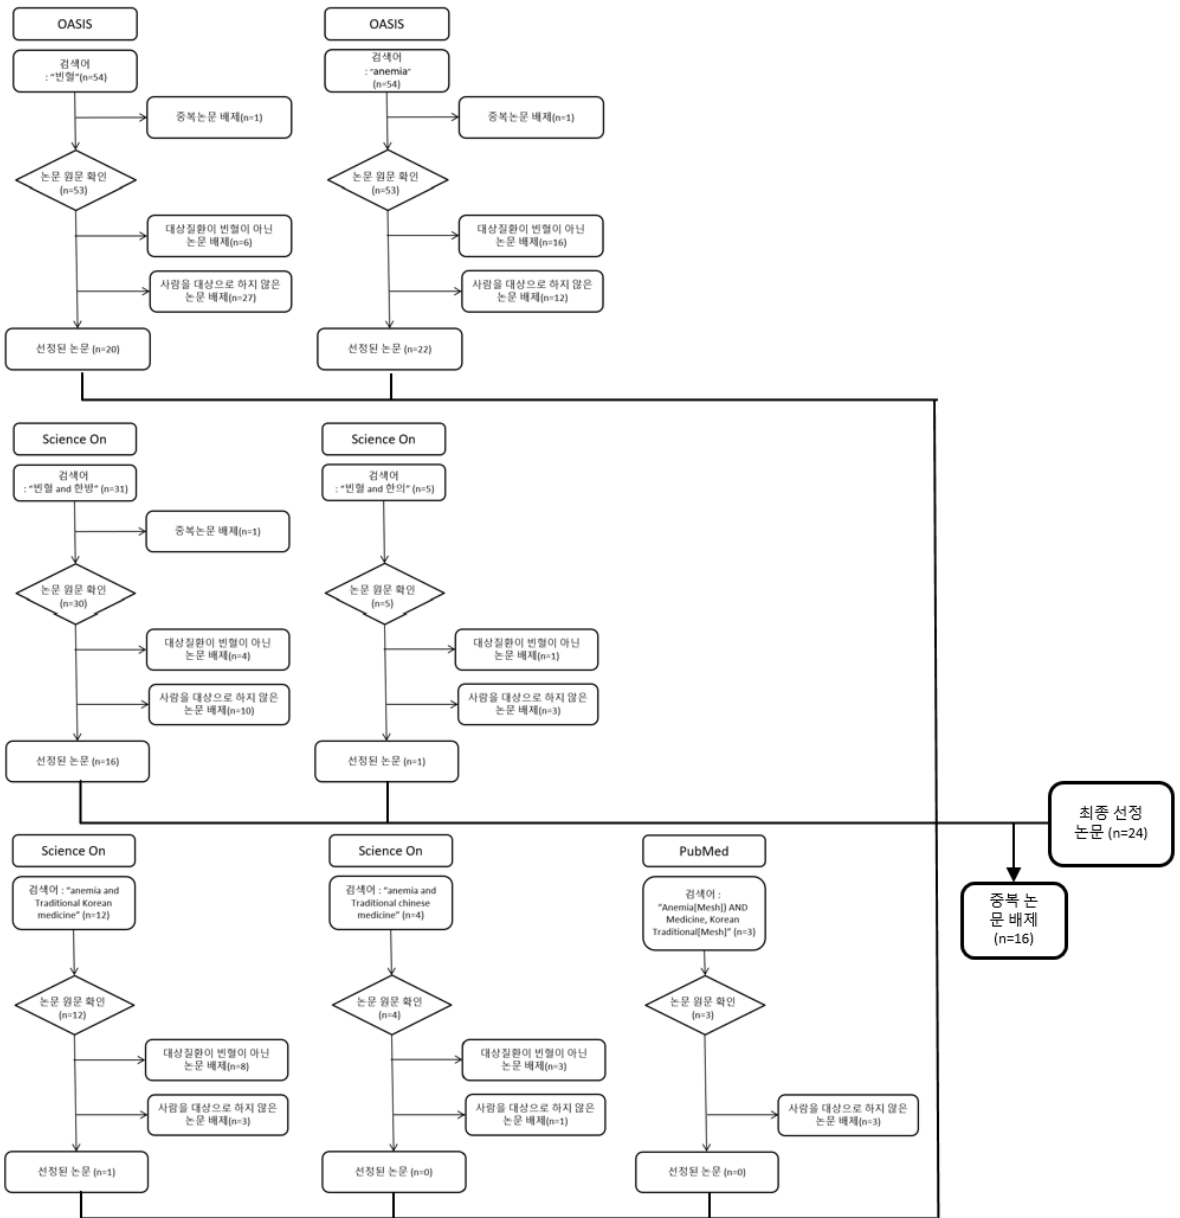 OASIS
검색어
: “빈혈”(n=54)
중복논문 배제(n=1)
논문 원문 확인
(n=53)
대상질환이 빈혈이 아닌
논문 배제(n=6)
사람을 대상으로 하지 않은
논문 배제(n=27)
선정된 논문 (n=20)
OASIS
검색어
: “anemia”
(n=54)
중복논문 배제(n=1)
논문 원문 확인
(n=53)
대상질환이 빈혈이 아닌
논문 배제(n=16)
사람을 대상으로 하지 않은
논문 배제(n=12)
선정된 논문 (n=22)
Science On
검색어
: “빈혈 and 한방” (n=31)
중복논문 배제(n=1)
논문 원문 확인
(n=30)
대상질환이 빈혈이 아닌
논문 배제(n=4)
사람을 대상으로 하지 않은
논문 배제(n=10)
선정된 논문 (n=16)
Science On
검색어
: “빈혈 and 한의” (n=5)
논문 원문 확인
(n=5)
대상질환이 빈혈이 아닌
논문 배제(n=1)
사람을 대상으로 하지 않은
논문 배제(n=3)
선정된 논문 (n=1)
Science On
검색어 : “anemia and
Traditional Korean
medicine” (n=12)
논문 원문 확인
(n=12)
대상질환이 빈혈이 아닌
논문 배제(n=8)
사람을 대상으로 하지 않은
논문 배제(n=3)
선정된 논문 (n=1)
Science On
검색어 : “anemia and
Traditional chinese
medicine” (n=4)
논문 원문 확인
(n=4)
대상질환이 빈혈이 아닌
논문 배제(n=3)
사람을 대상으로 하지 않은
논문 배제(n=1)
선정된 논문 (n=0)
PubMed
검색어 :
“Anemia[Mesh]) AND
Medicine, Korean
Traditional[Mesh]” (n=3)
논문 원문 확인
(n=3)
사람을 대상으로 하지 않은
논문 배제(n=3)
선정된 논문 (n=0)
최종 선정
논문 (n=24)
중복 논
문 배제
(n=16)